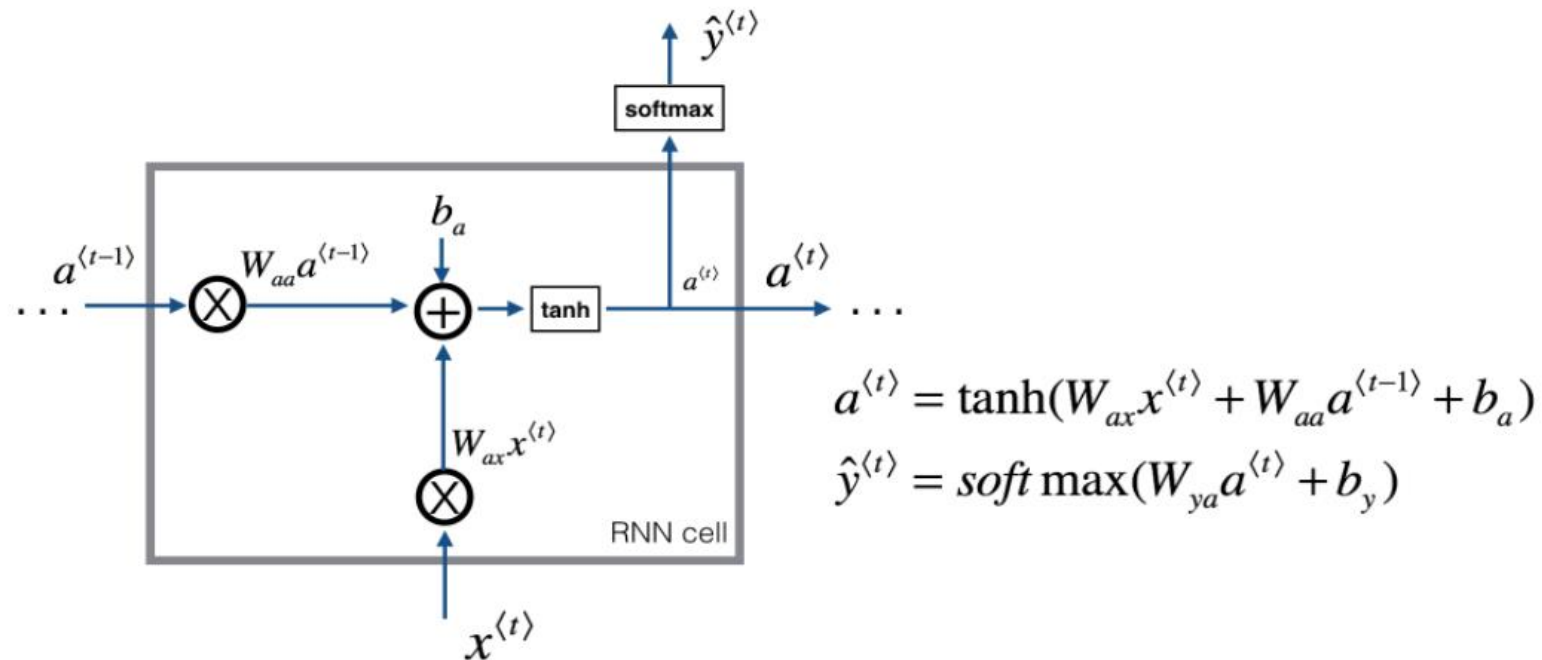 ŷ⟨t⟩
softmax
b_a
a⟨t−1⟩
W_aa a⟨t−1⟩
a⟨t⟩
a⟨t⟩
. . .
+
tanh
. . .
a⟨t⟩ = tanh(W_ax x⟨t⟩ + W_aa a⟨t−1⟩ + b_a)
W_ax x⟨t⟩
ŷ⟨t⟩ = soft max(W_ya a⟨t⟩ + b_y)
RNN cell
x⟨t⟩